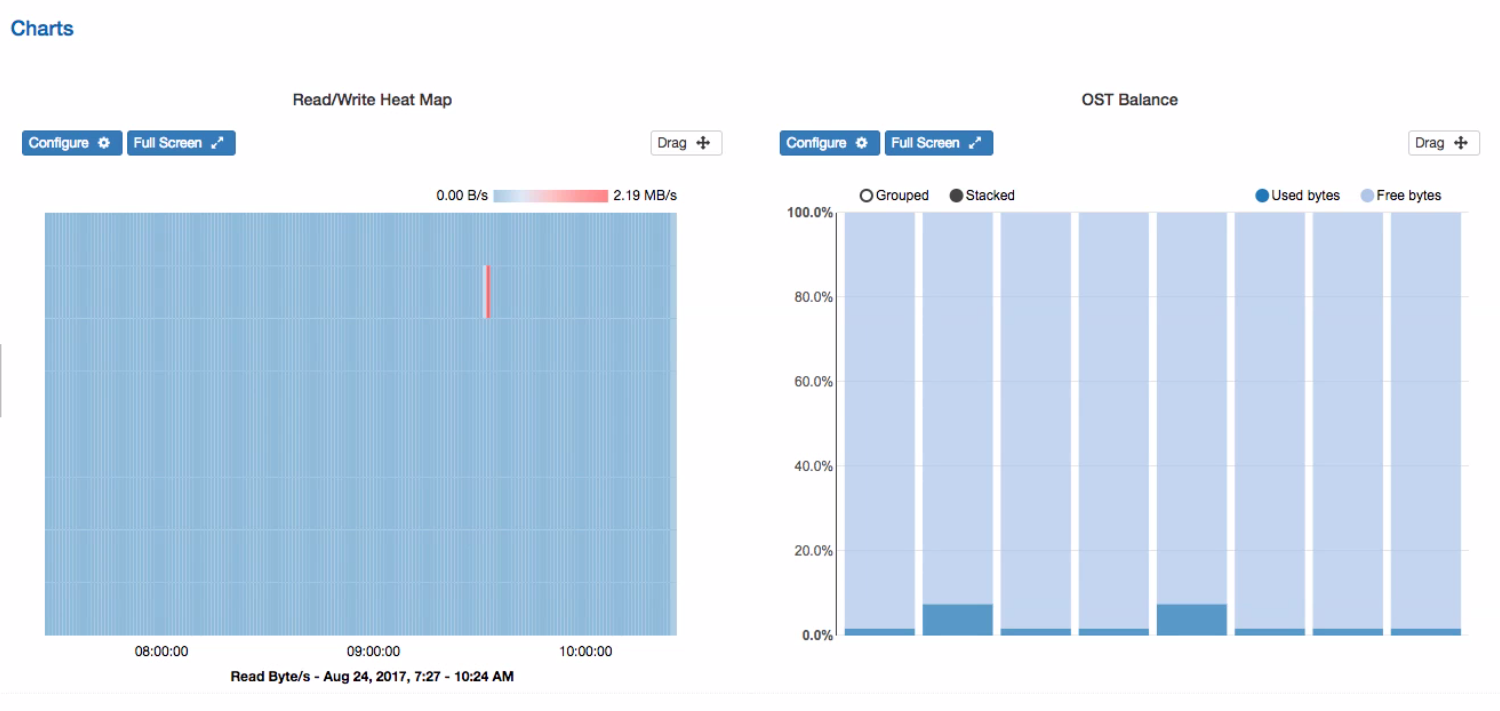 Charts
Read/Write Heat Map
Configure Full Screen Drag
0.00 B/s 2.19 MB/s
08:00:00 09:00:00 10:00:00
Read Byte/s - Aug 24, 2017, 7:27 - 10:24 AM
OST Balance
Configure Full Screen Drag
Grouped Stacked Used bytes Free bytes
100.0%
80.0%
60.0%
40.0%
20.0%
0.0%